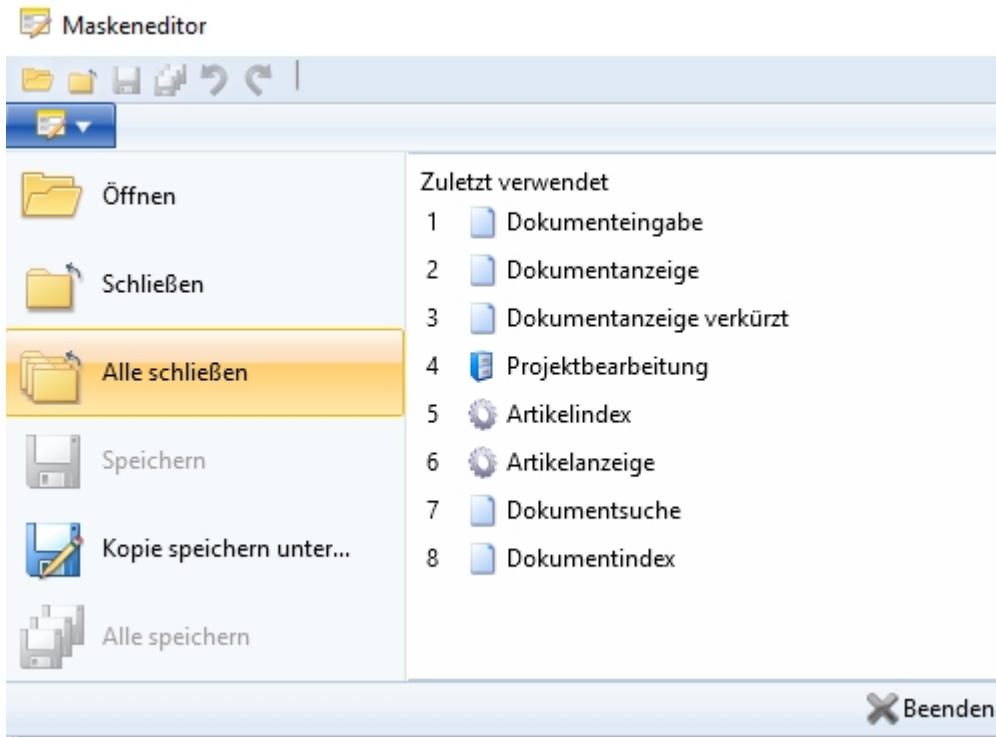 Maskeneditor
Öffnen
Schließen
Alle schließen
Speichern
Kopie speichern unter...
Alle speichern
Zuletzt verwendet
1 Dokumenteingabe
2 Dokumentanzeige
3 Dokumentanzeige verkürzt
4 Projektbearbeitung
5 Artikelindex
6 Artikelanzeige
7 Dokumentsuche
8 Dokumentindex
Beenden